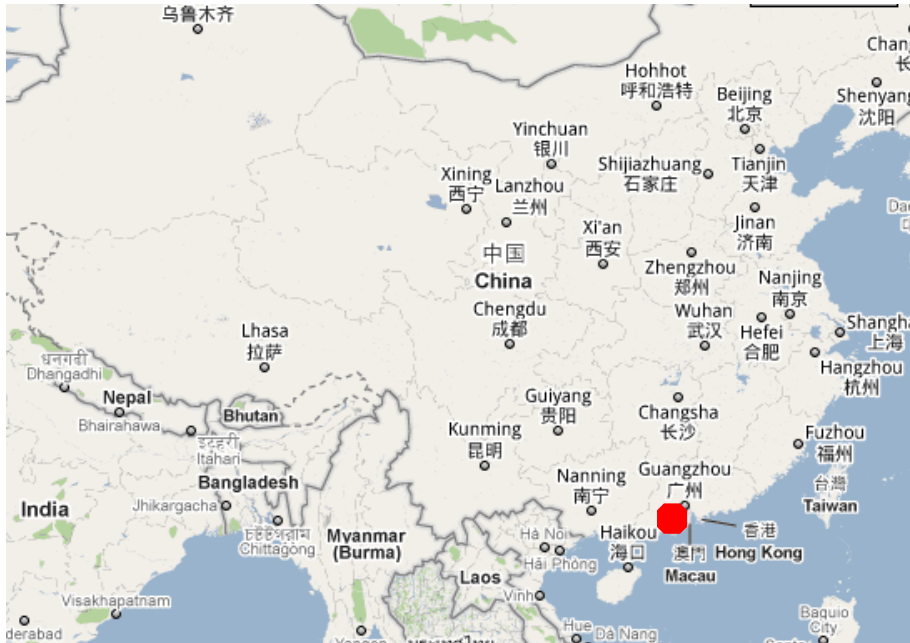 乌鲁木齐
Hohhot
呼和浩特
Beijing
北京
Shenyang
沈阳
Yinchuan
银川
Shijiazhuang
石家庄
Tianjin
天津
Xining
西宁
Lanzhou
兰州
Jinan
济南
Xi'an
西安
中国
China
Zhengzhou
郑州
Nanjing
南京
Chengdu
成都
Wuhan
武汉
Hefei
合肥
上海
Lhasa
拉萨
Hangzhou
杭州
धनगढी
Dhangadhi
Nepal
Bhairahawa
Bhutan
Guiyang
贵阳
Changsha
长沙
Kunming
昆明
Fuzhou
福州
इटहरी
Itahari
Bangladesh
Nanning
南宁
Guangzhou
广州
台灣
Taiwan
India
Jhikargacha
Chittagong
Myanmar
(Burma)
Hà Nội
Hải Phòng
Haikou
海口
澳門
Macau
香港
Hong Kong
Laos
Vinh
Visakhapatnam
Baguio
City
Hue
Đà Nang